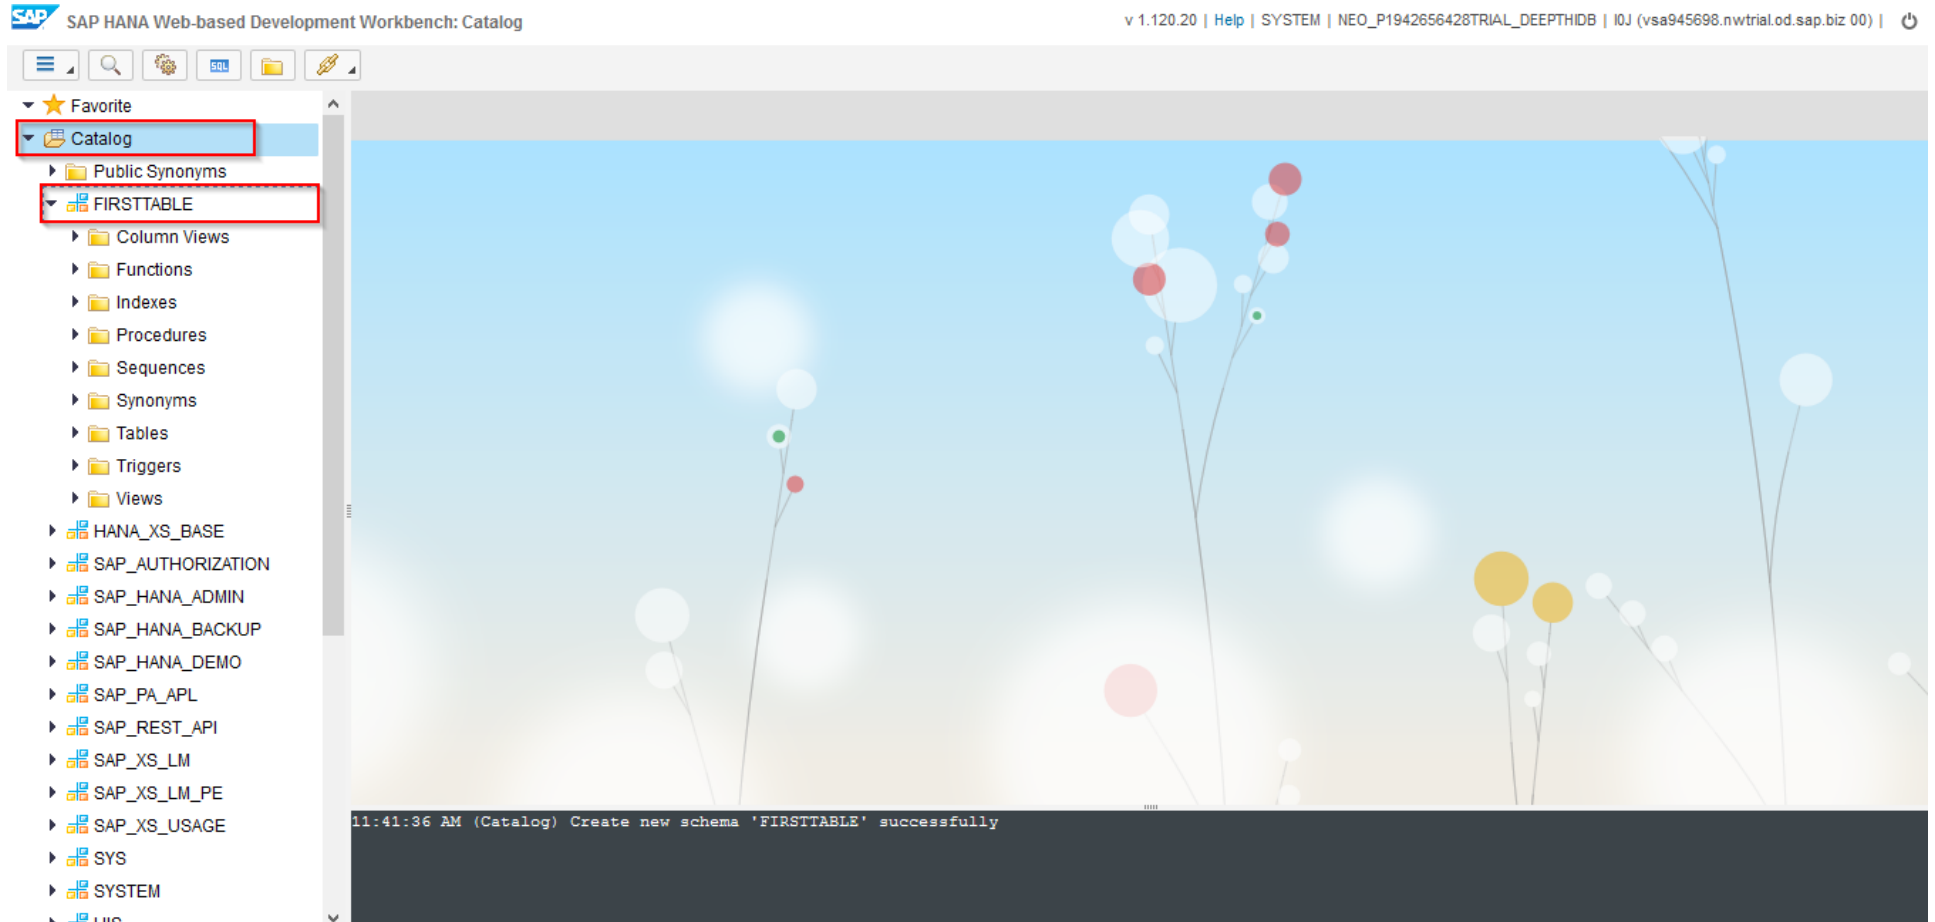 SAP SAP HANA Web-based Development Workbench: Catalog
v 1.120.20 | Help | SYSTEM | NEO_P1942656428TRIAL_DEEPTHIDB | I0J (vsa945698.nwtrial.od.sap.biz 00) |
SQL
Favorite
Catalog
Public Synonyms
FIRSTTABLE
Column Views
Functions
Indexes
Procedures
Sequences
Synonyms
Tables
Triggers
Views
HANA_XS_BASE
SAP_AUTHORIZATION
SAP_HANA_ADMIN
SAP_HANA_BACKUP
SAP_HANA_DEMO
SAP_PA_APL
SAP_REST_API
SAP_XS_LM
SAP_XS_LM_PE
SAP_XS_USAGE
SYS
SYSTEM
11:41:36 AM (Catalog) Create new schema 'FIRSTTABLE' successfully